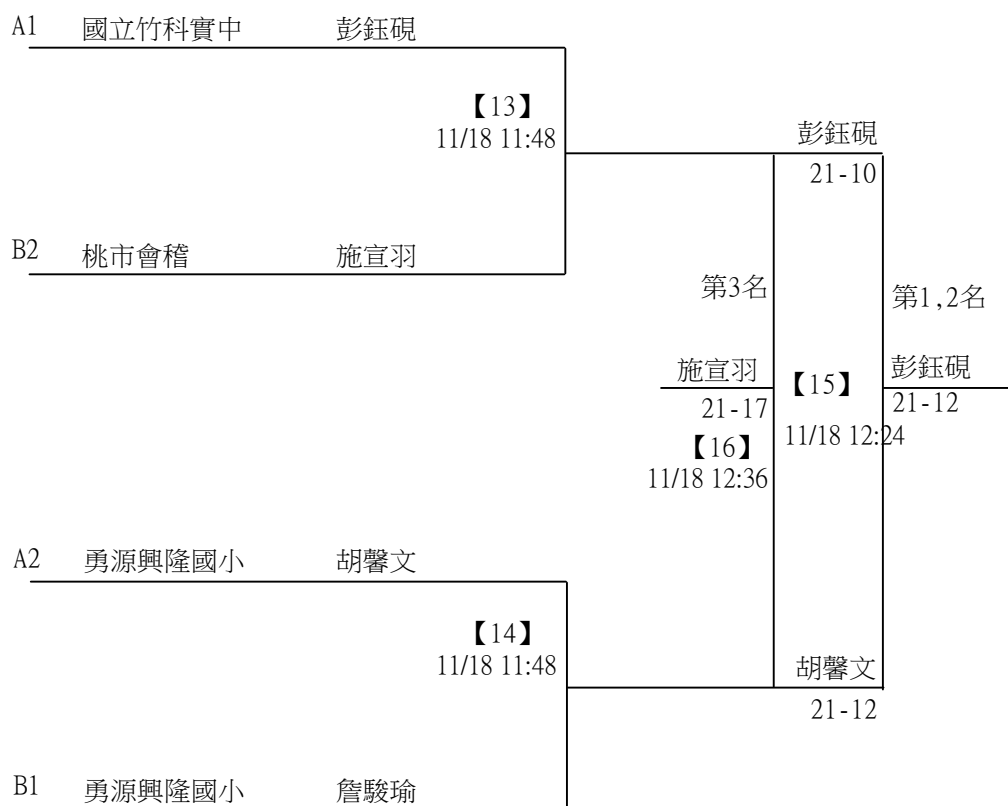 A1 國立竹科實中 彭鈺硯
【13】
11/18 11:48
彭鈺硯
21-10
B2 桃市會稽 施宣羽
第3名
第1,2名
施宣羽
21-17
【15】
彭鈺硯
21-12
【16】
11/18 12:36
11/18 12:24
A2 勇源興隆國小 胡馨文
【14】
11/18 11:48
胡馨文
21-12
B1 勇源興隆國小 詹駿瑜